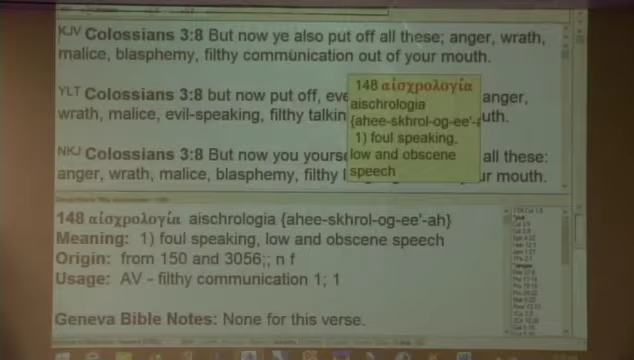 KJV Colossians 3:8 But now ye also put off all these; anger, wrath,
malice, blasphemy, filthy communication out of your mouth.
YLT Colossians 3:8 but now put off, eve anger,
wrath, malice, evil-speaking, filthy talkin uth.
NKJ Colossians 3:8 But now you yourse all these:
anger, wrath, malice, blasphemy, filthy ur mouth.
148 αἰσχρολογία
aischrologia
{ahee-skhrol-og-ee'-a
1) foul speaking,
low and obscene
speech
148 αἰσχρολογία aischrologia {ahee-skhrol-og-ee'-ah}
Meaning: 1) foul speaking, low and obscene speech
Origin: from 150 and 3056;; n f
Usage: AV - filthy communication 1; 1
Geneva Bible Notes: None for this verse.